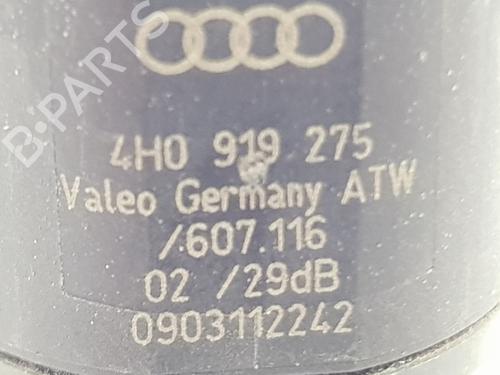 B-PARTS
4H0 919 275
Valeo Germany ATW
/607.116
02 /29dB
0903112242